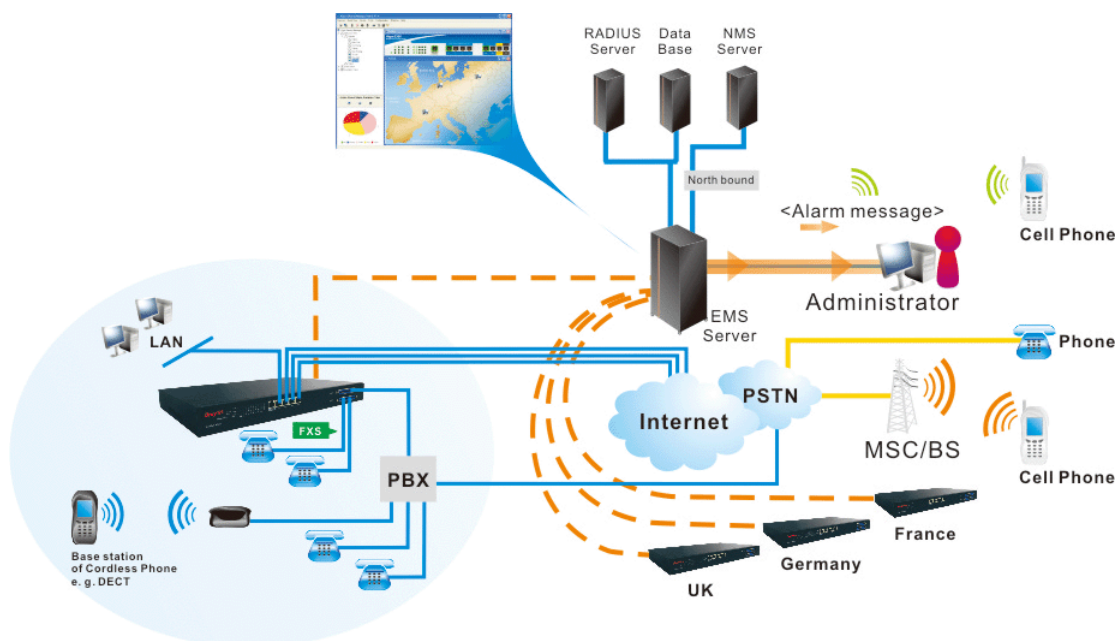 RADIUS
Server
Data
Base
NMS
Server
North bound
<Alarm message>
Cell Phone
Administrator
EMS
Server
LAN
Phone
Internet
PSTN
FXS
MSC/BS
PBX
Cell Phone
France
Base station
of Cordless Phone
e. g. DECT
Germany
UK